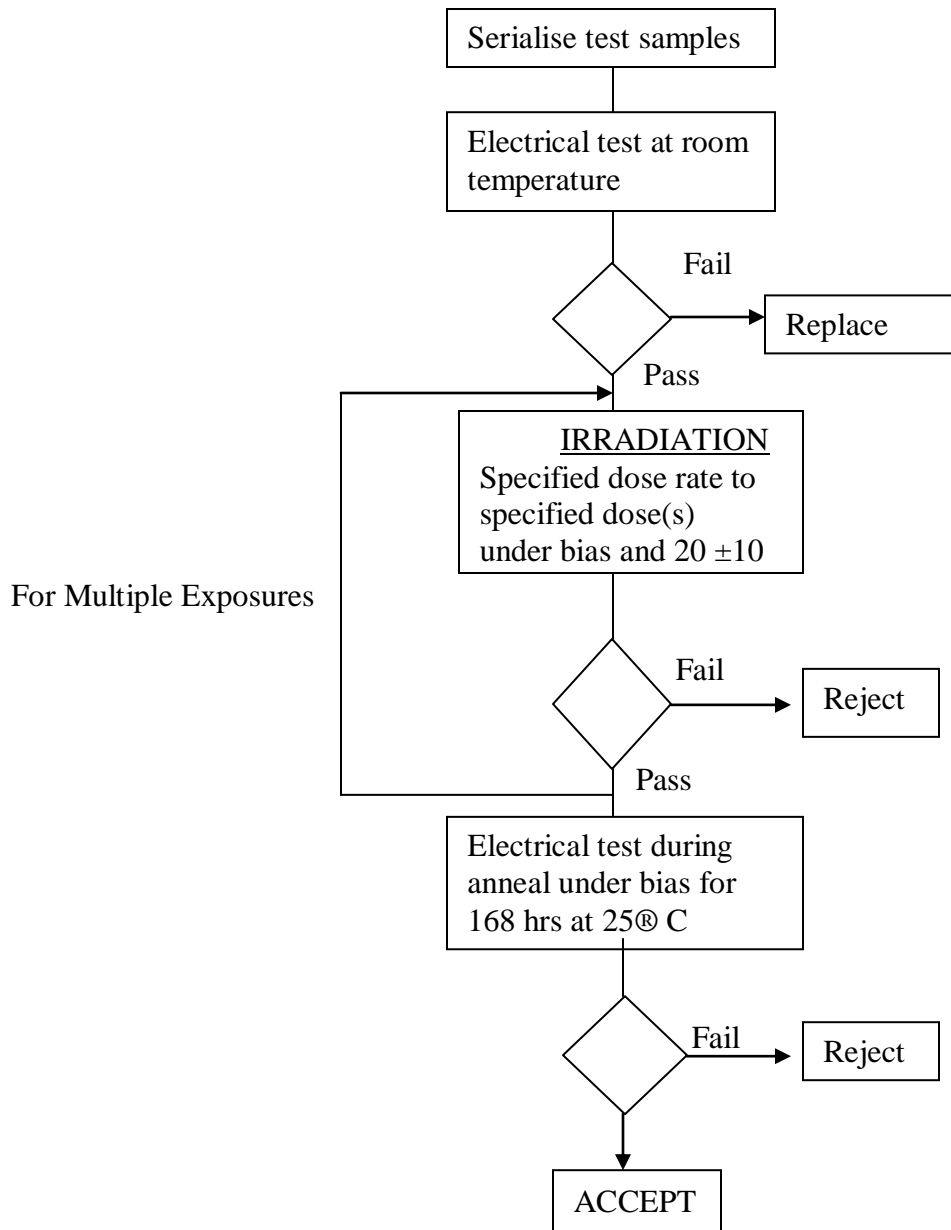 Serialise test samples
Electrical test at room
temperature
Fail
Replace
Pass
IRRADIATION
Specified dose rate to
specified dose(s)
under bias and 20 ±10
For Multiple Exposures
Fail
Reject
Pass
Electrical test during
anneal under bias for
168 hrs at 25® C
Fail
Reject
ACCEPT